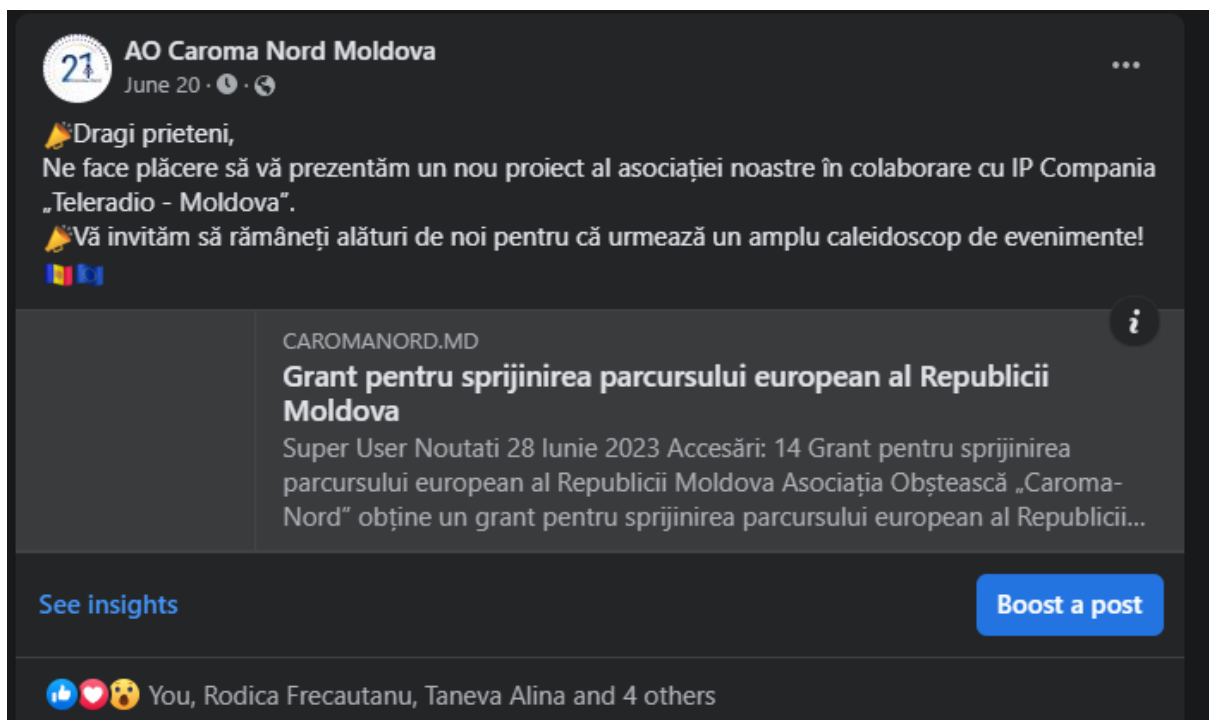 21
AO Caroma Nord Moldova
June 20 ·
Dragi prieteni,
Ne face plăcere să vă prezentăm un nou proiect al asociației noastre în colaborare cu IP Compania
„Teleradio - Moldova”.
Vă invităm să rămâneți alături de noi pentru că urmează un amplu caleidoscop de evenimente!
i
CAROMANORD.MD
Grant pentru sprijinirea parcursului european al Republicii
Moldova
Super User Noutati 28 Iunie 2023 Accesări: 14 Grant pentru sprijinirea
parcursului european al Republicii Moldova Asociația Obștească „Caroma-
Nord” obține un grant pentru sprijinirea parcursului european al Republicii...
See insights
Boost a post
You, Rodica Frecautanu, Taneva Alina and 4 others